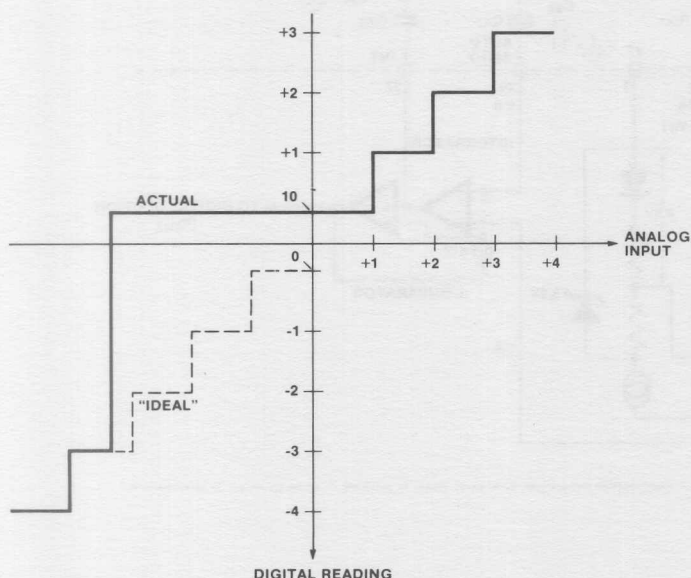 +3
+2
+1
ACTUAL
10
ANALOG
INPUT
0
+1
+2
+3
+4
-1
"IDEAL"
-2
-3
-4
DIGITAL READING